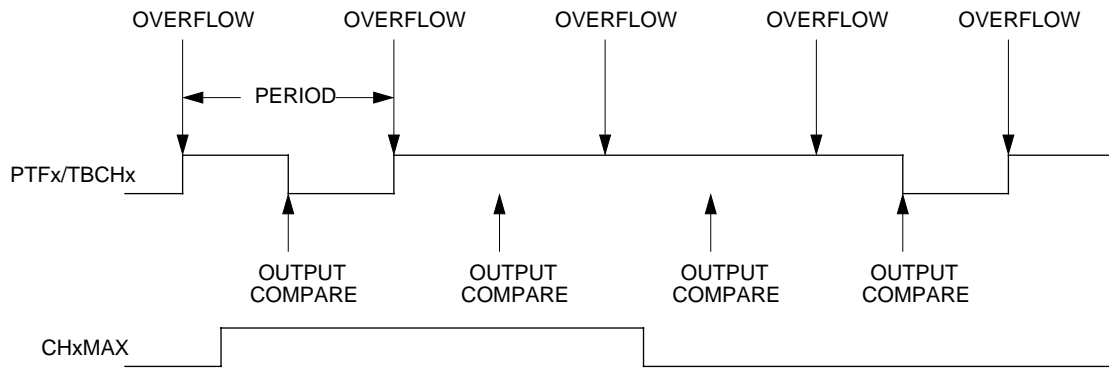 OVERFLOW OVERFLOW OVERFLOW OVERFLOW OVERFLOW
PERIOD
PTFx/TBCHx
OUTPUT COMPARE
OUTPUT COMPARE
OUTPUT COMPARE
OUTPUT COMPARE
CHxMAX